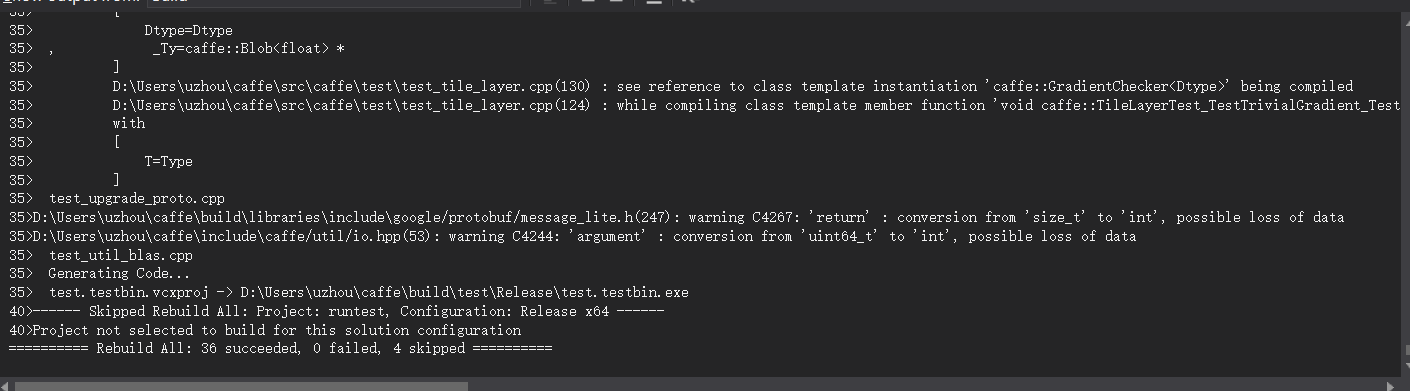 35>          [
35>              Dtype=Dtype
35>  ,            _Ty=caffe::Blob<float> *
35>          ]
35>          D:\Users\uzhou\caffe\src\caffe\test\test_tile_layer.cpp(130) : see reference to class template instantiation 'caffe::GradientChecker<Dtype>' being compiled
35>          D:\Users\uzhou\caffe\src\caffe\test\test_tile_layer.cpp(124) : while compiling class template member function 'void caffe::TileLayerTest_TestTrivialGradient_Test
35>          with
35>          [
35>              T=Type
35>          ]
35>  test_upgrade_proto.cpp
35>D:\Users\uzhou\caffe\build\libraries\include\google/protobuf/message_lite.h(247): warning C4267: 'return' : conversion from 'size_t' to 'int', possible loss of data
35>D:\Users\uzhou\caffe\include\caffe/util/io.hpp(53): warning C4244: 'argument' : conversion from 'uint64_t' to 'int', possible loss of data
35>  test_util_blas.cpp
35>  Generating Code...
35>  test.testbin.vcxproj -> D:\Users\uzhou\caffe\build\test\Release\test.testbin.exe
40>------ Skipped Rebuild All: Project: runtest, Configuration: Release x64 ------
40>Project not selected to build for this solution configuration
========== Rebuild All: 36 succeeded, 0 failed, 4 skipped ==========